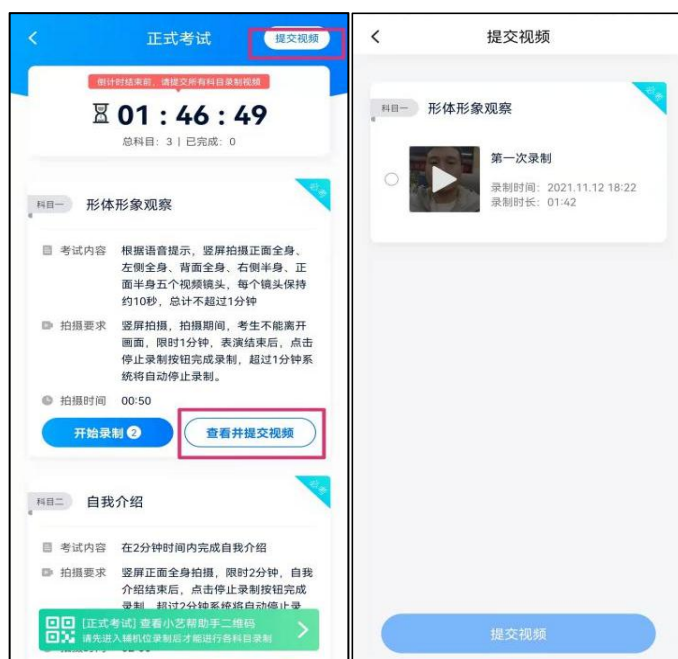 正式考试
提交视频
倒计时结束前，请提交所有科目录制视频
01 : 46 : 49
总科目：3 | 已完成：0
必考
科目一 形体形象观察
考试内容 根据语音提示，竖屏拍摄正面全身、
左侧全身、背面全身、右侧半身、正
面半身五个视频镜头，每个镜头保持
约10秒，总计不超过1分钟
拍摄要求 竖屏拍摄，拍摄期间，考生不能离开
画面，限时1分钟，表演结束后，点击
停止录制按钮完成录制，超过1分钟系
统将自动停止录制。
拍摄时间 00:50
开始录制 2
查看并提交视频
必考
科目二 自我介绍
考试内容 在2分钟时间内完成自我介绍
拍摄要求 竖屏正面全身拍摄，限时2分钟，自我
介绍结束后，点击停止录制按钮完成
录制，超过2分钟系统将自动停止录
[正式考试] 查看小艺帮助手二维码
请先进入辅机位录制后才能进行各科目录制
提交视频
必考
科目一 形体形象观察
第一次录制
录制时间：2021.11.12 18:22
录制时长：01:42
提交视频